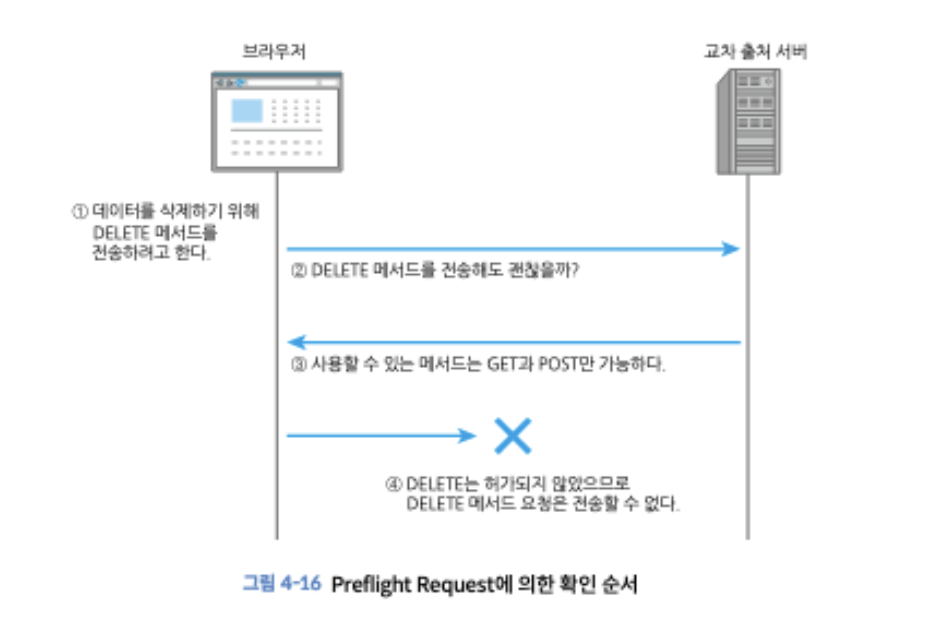 브라우저
교차 출처 서버
① 데이터를 삭제하기 위해
DELETE 메서드를
전송하려고 한다.
② DELETE 메서드를 전송해도 괜찮을까?
③ 사용할 수 있는 메서드는 GET과 POST만 가능하다.
④ DELETE는 허가되지 않았으므로
DELETE 메서드 요청은 전송할 수 없다.
그림 4-16 Preflight Request에 의한 확인 순서